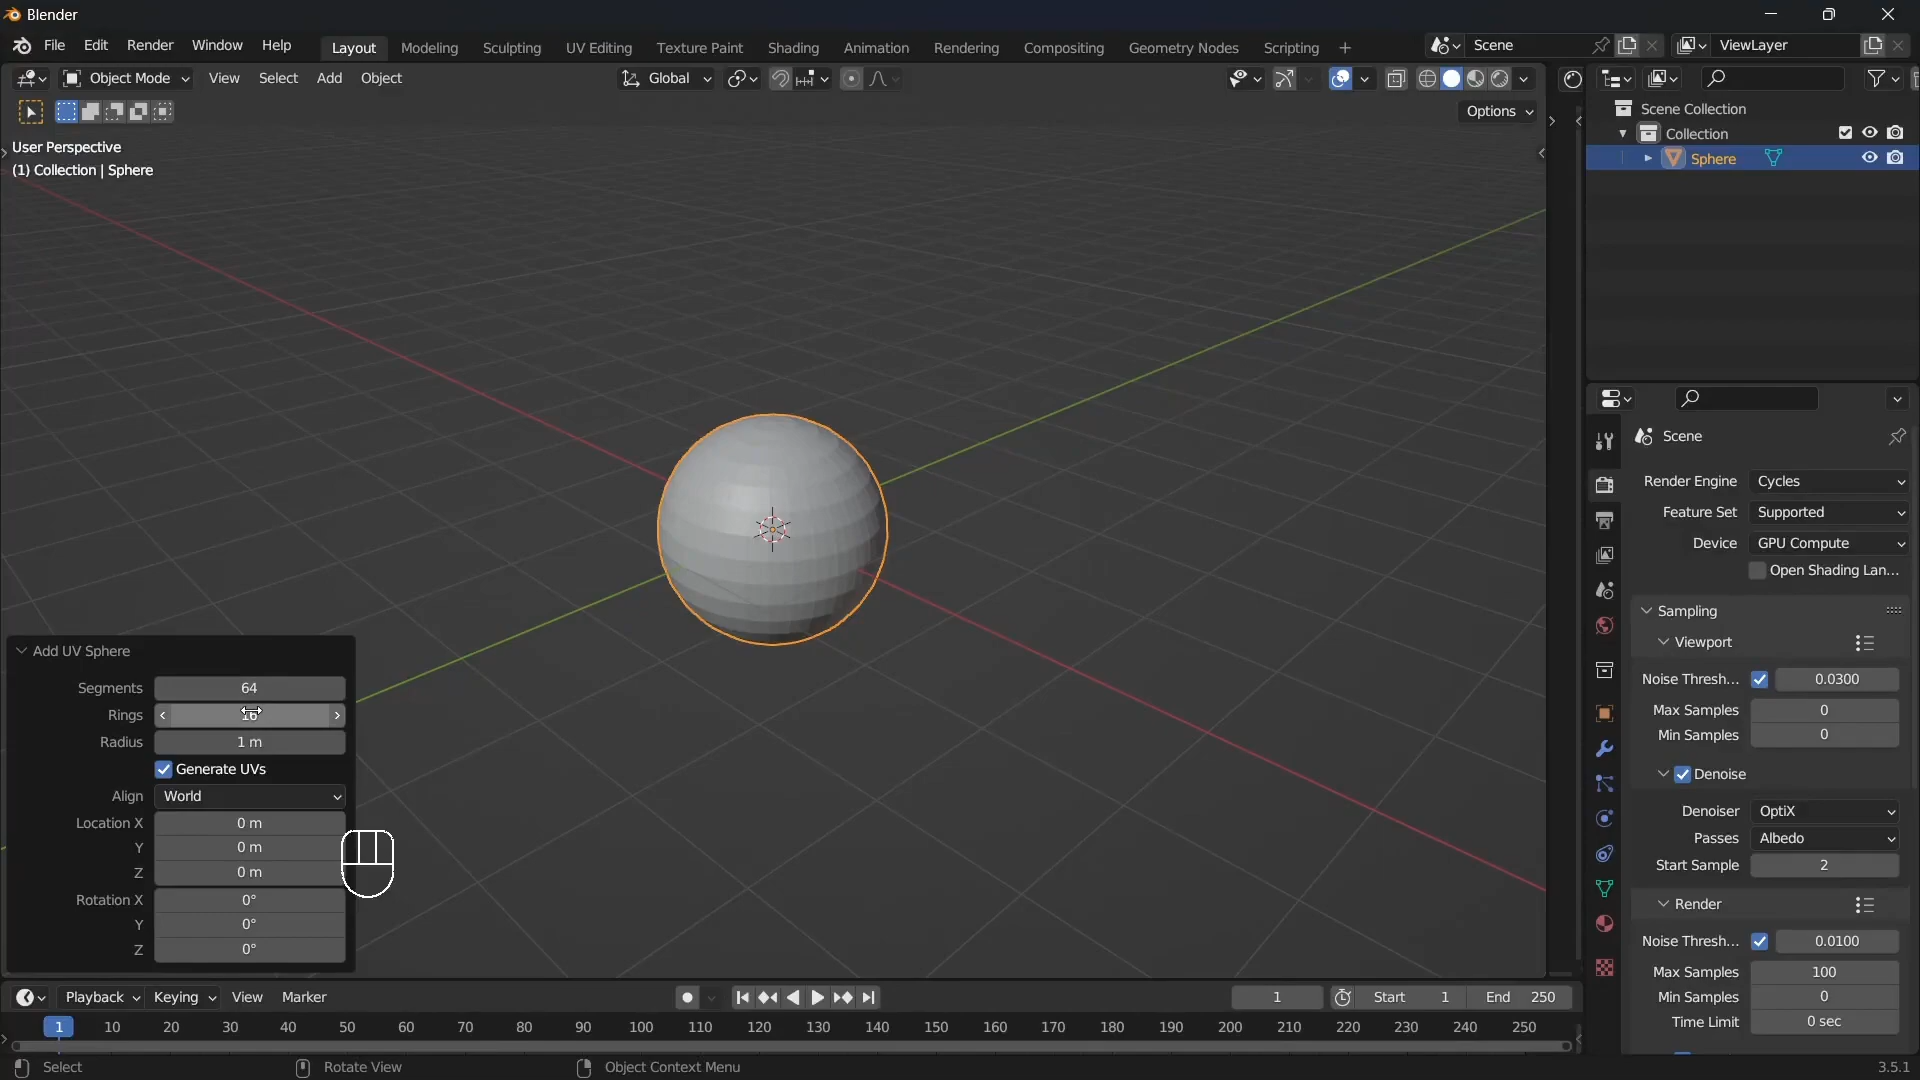 Blender
File Edit Render Window Help Layout Modeling Sculpting UV Editing Texture Paint Shading Animation Rendering Compositing Geometry Nodes Scripting + Scene ViewLayer
Object Mode View Select Add Object Global
Options
User Perspective
(1) Collection | Sphere
Scene Collection
Collection
Sphere
Scene
Render Engine Cycles
Feature Set Supported
Device GPU Compute
Open Shading Lan...
Sampling
Viewport
Noise Thresh... 0.0300
Max Samples 0
Min Samples 0
Denoise
Denoiser OptiX
Passes Albedo
Start Sample 2
Render
Noise Thresh... 0.0100
Max Samples 100
Min Samples 0
Time Limit 0 sec
Add UV Sphere
Segments 64
Rings 16
Radius 1 m
Generate UVs
Align World
Location X 0 m
Y 0 m
Z 0 m
Rotation X 0°
Y 0°
Z 0°
Playback Keying View Marker 1 Start 1 End 250
1 10 20 30 40 50 60 70 80 90 100 110 120 130 140 150 160 170 180 190 200 210 220 230 240 250
Select Rotate View Object Context Menu 3.5.1